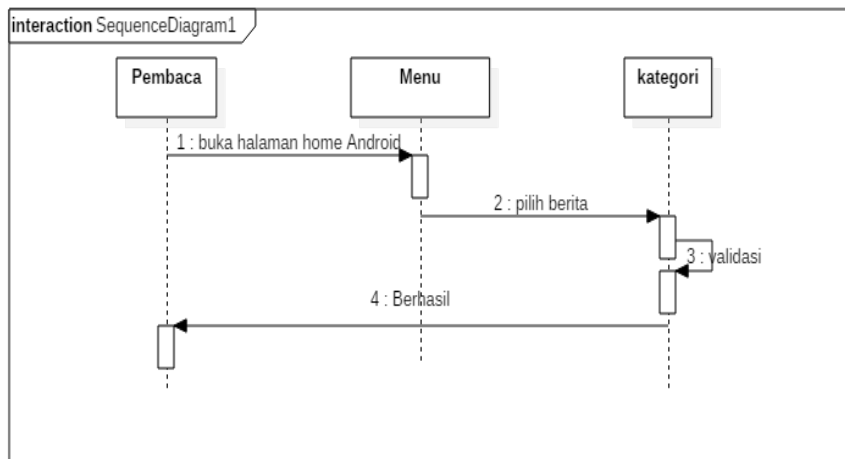 interaction SequenceDiagram1
Pembaca
Menu
kategori
1 : buka halaman home Android
2 : pilih berita
3 : validasi
4 : Berhasil